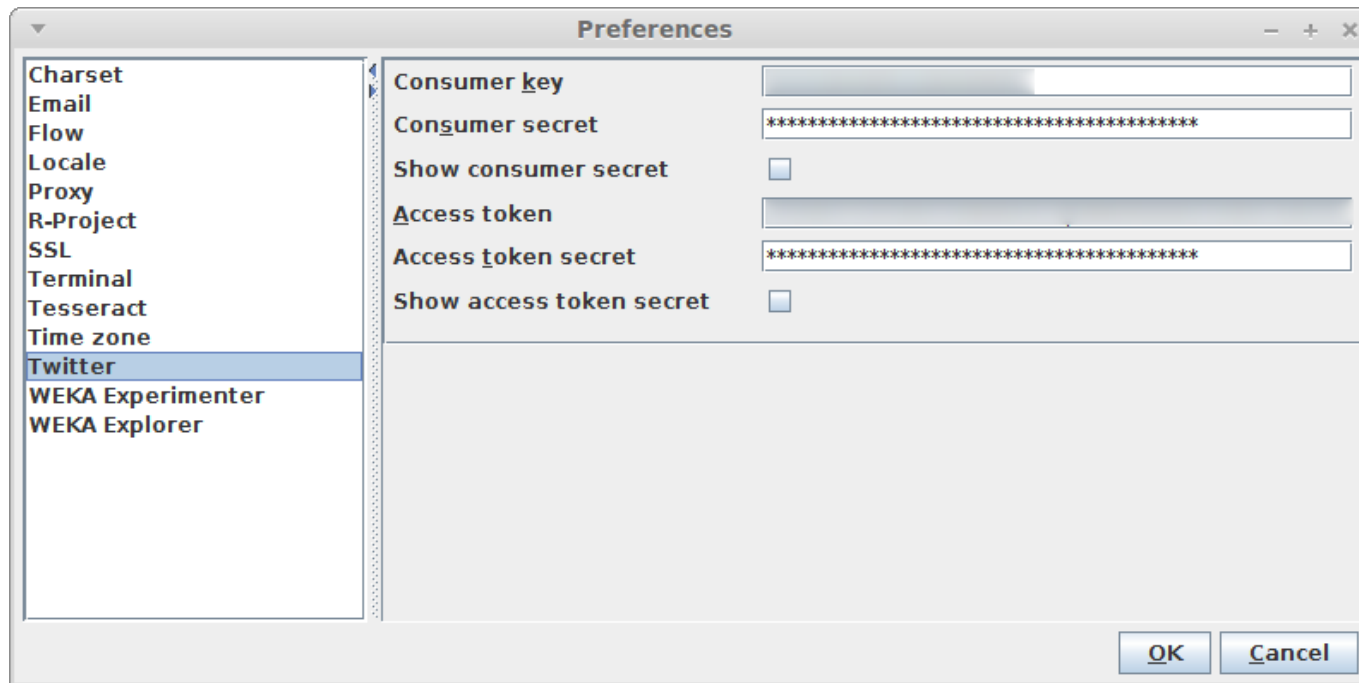 Preferences
Charset
Email
Flow
Locale
Proxy
R-Project
SSL
Terminal
Tesseract
Time zone
Twitter
WEKA Experimenter
WEKA Explorer
Consumer key
Consumer secret ******************************************
Show consumer secret
Access token
Access token secret ******************************************
Show access token secret
OK Cancel